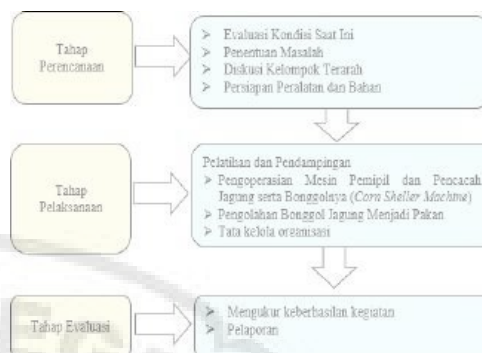 Tahap
Perencanaan
➢ Evaluasi Kondisi Saat Ini
➢ Penentuan Masalah
➢ Diskusi Kelompok Terarah
➢ Persiapan Peralatan dan Bahan
Tahap
Pelaksanaan
Pelatihan dan Pendampingan
➢ Pengoperasian Mesin Pemipil dan Pencacah
Jagung serta Bonggolnya (Corn Sheller Machine)
➢ Pengolahan Bonggol Jagung Menjadi Pakan
➢ Tata kelola organisasi
Tahap Evaluasi
➢ Mengukur keberhasilan kegiatan
➢ Pelaporan